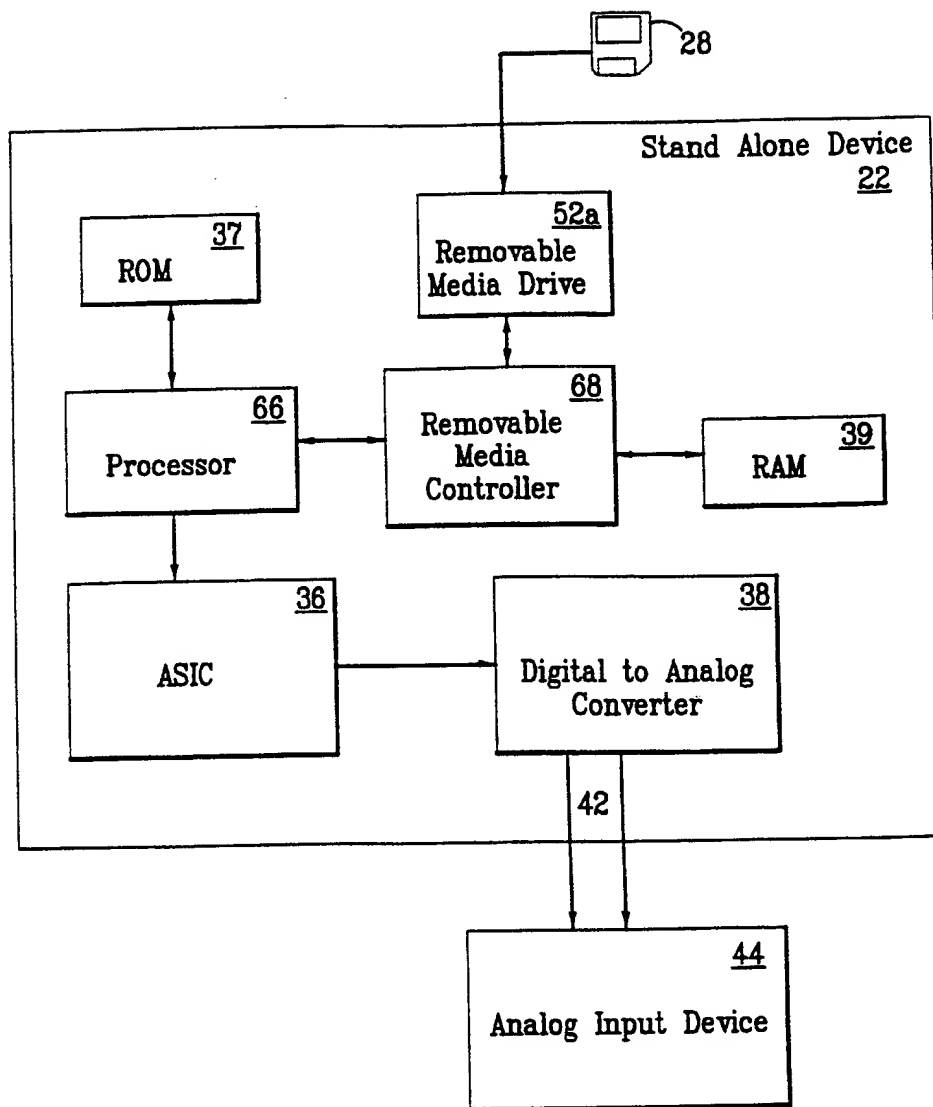 28
Stand Alone Device
22
52a
Removable
Media Drive
37
ROM
66
Processor
68
Removable
Media
Controller
39
RAM
36
ASIC
38
Digital to Analog
Converter
42
44
Analog Input Device